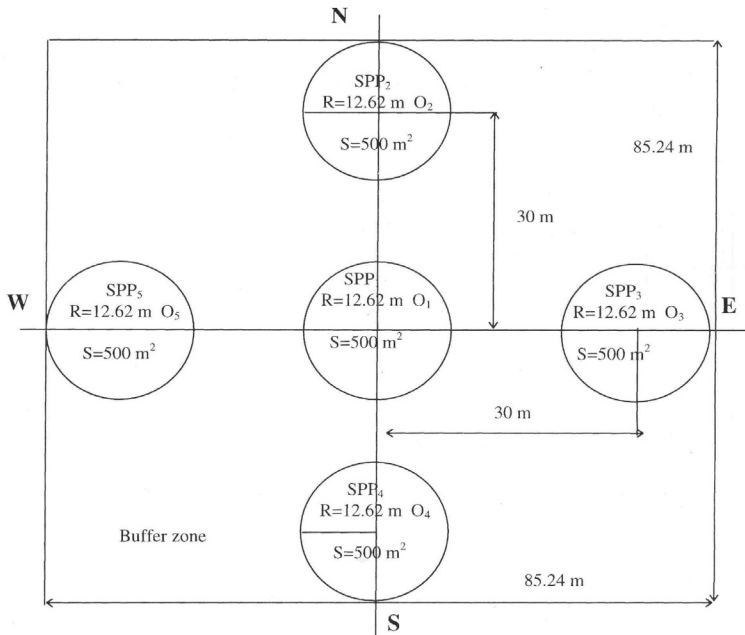 N
SPP₂
R=12.62 m O₂
S=500 m²
85.24 m
30 m
W
SPP₅
R=12.62 m O₅
S=500 m²
SPP
R=12.62 m O₁
S=500 m²
SPP₃
R=12.62 m O₃
S=500 m²
E
30 m
SPP₄
R=12.62 m O₄
S=500 m²
Buffer zone
85.24 m
S